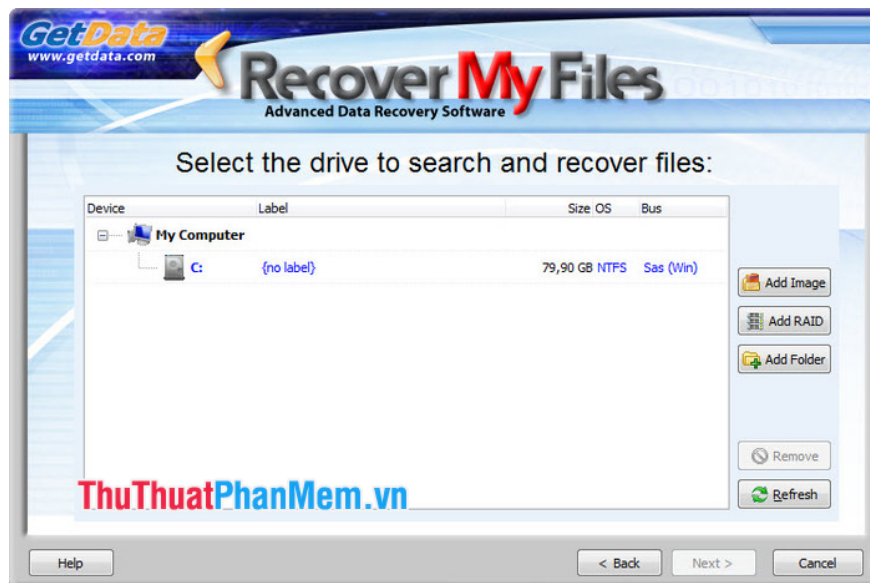 GetData
www.getdata.com
Recover My Files
Advanced Data Recovery Software
Select the drive to search and recover files:
Device Label Size OS Bus
My Computer
C: {no label} 79,90 GB NTFS Sas (Win)
Add Image
Add RAID
Add Folder
Remove
Refresh
ThuThuatPhanMem.vn
Help < Back Next > Cancel